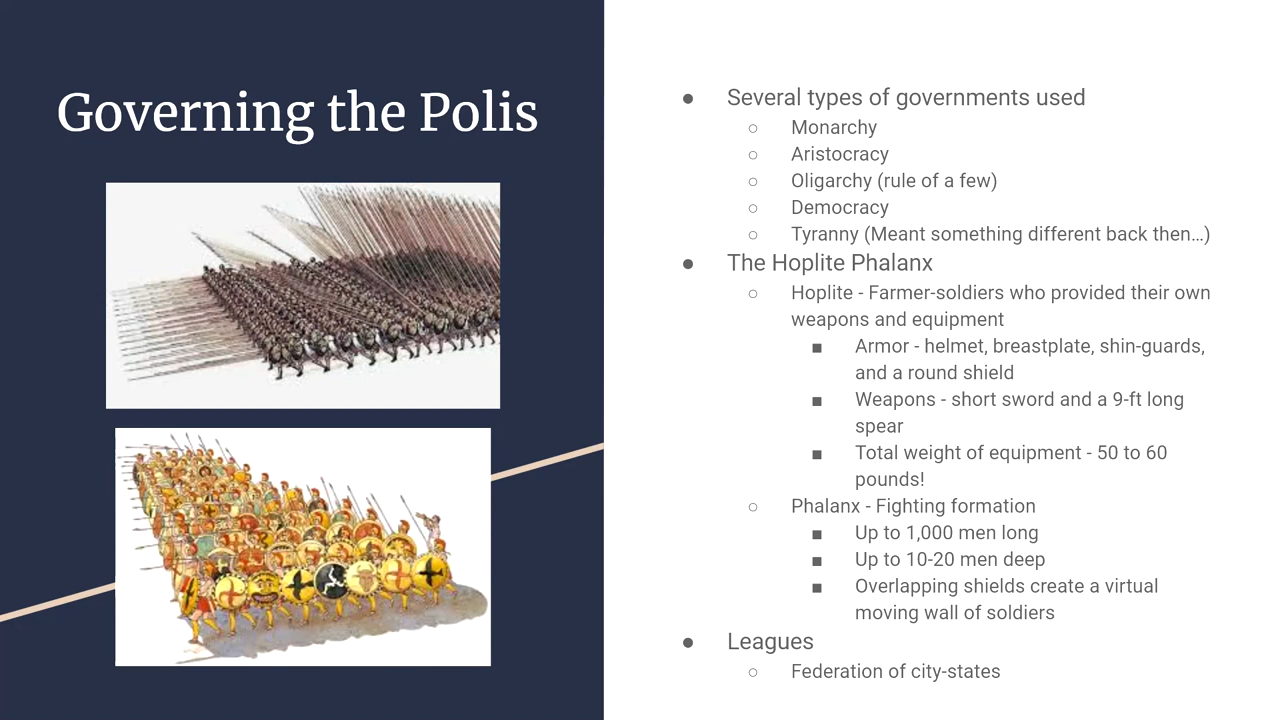 Governing the Polis
● Several types of governments used
○ Monarchy
○ Aristocracy
○ Oligarchy (rule of a few)
○ Democracy
○ Tyranny (Meant something different back then…)
● The Hoplite Phalanx
○ Hoplite - Farmer-soldiers who provided their own
weapons and equipment
■ Armor - helmet, breastplate, shin-guards,
and a round shield
■ Weapons - short sword and a 9-ft long
spear
■ Total weight of equipment - 50 to 60
pounds!
○ Phalanx - Fighting formation
■ Up to 1,000 men long
■ Up to 10-20 men deep
■ Overlapping shields create a virtual
moving wall of soldiers
● Leagues
○ Federation of city-states